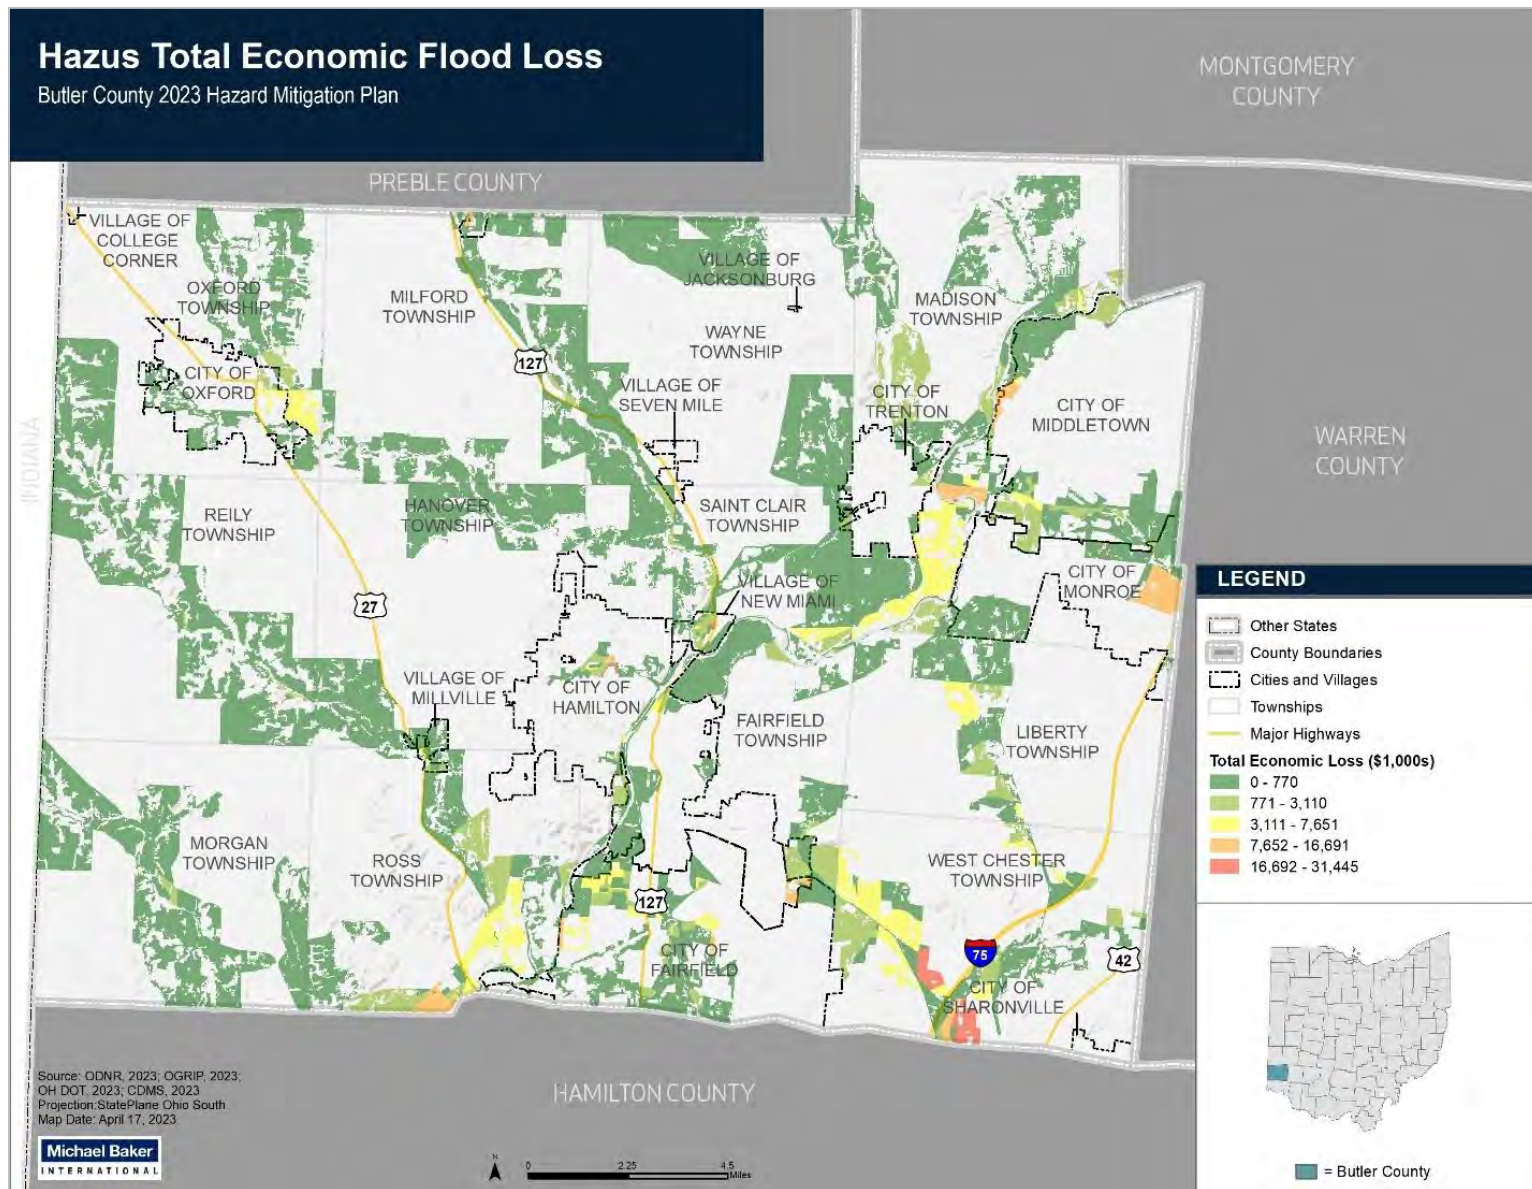 Hazus Total Economic Flood Loss
Butler County 2023 Hazard Mitigation Plan
MONTGOMERY
COUNTY
PREBLE COUNTY
VILLAGE OF
COLLEGE
CORNER
OXFORD
TOWNSHIP
MILFORD
TOWNSHIP
VILLAGE OF
JACKSONBURG
MADISON
TOWNSHIP
WAYNE
TOWNSHIP
127
CITY OF
OXFORD
VILLAGE OF
SEVEN MILE
CITY OF
TRENTON
CITY OF
MIDDLETOWN
WARREN
COUNTY
INDIANA
REILY
TOWNSHIP
HANOVER
TOWNSHIP
SAINT CLAIR
TOWNSHIP
27
VILLAGE OF
NEW MIAMI
CITY OF
MONROE
VILLAGE OF
MILLVILLE
CITY OF
HAMILTON
FAIRFIELD
TOWNSHIP
LIBERTY
TOWNSHIP
MORGAN
TOWNSHIP
ROSS
TOWNSHIP
WEST CHESTER
TOWNSHIP
127
CITY OF
FAIRFIELD
75
42
CITY OF
SHARONVILLE
HAMILTON COUNTY
LEGEND
Other States
County Boundaries
Cities and Villages
Townships
Major Highways
Total Economic Loss ($1,000s)
0 - 770
771 - 3,110
3,111 - 7,651
7,652 - 16,691
16,692 - 31,445
= Butler County
Source: ODNR, 2023; OGRIP, 2023;
OH DOT, 2023; CDMS, 2023
Projection:StatePlane Ohio South
Map Date: April 17, 2023
Michael Baker
INTERNATIONAL
N
0 2.25 4.5
Miles